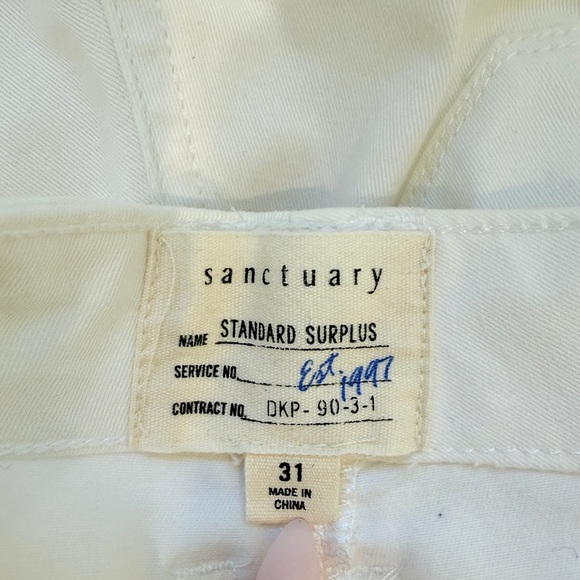 sanctuary
NAME STANDARD SURPLUS
SERVICE NO. Est. 1997
CONTRACT NO. DKP-90-3-1
31
MADE IN
CHINA